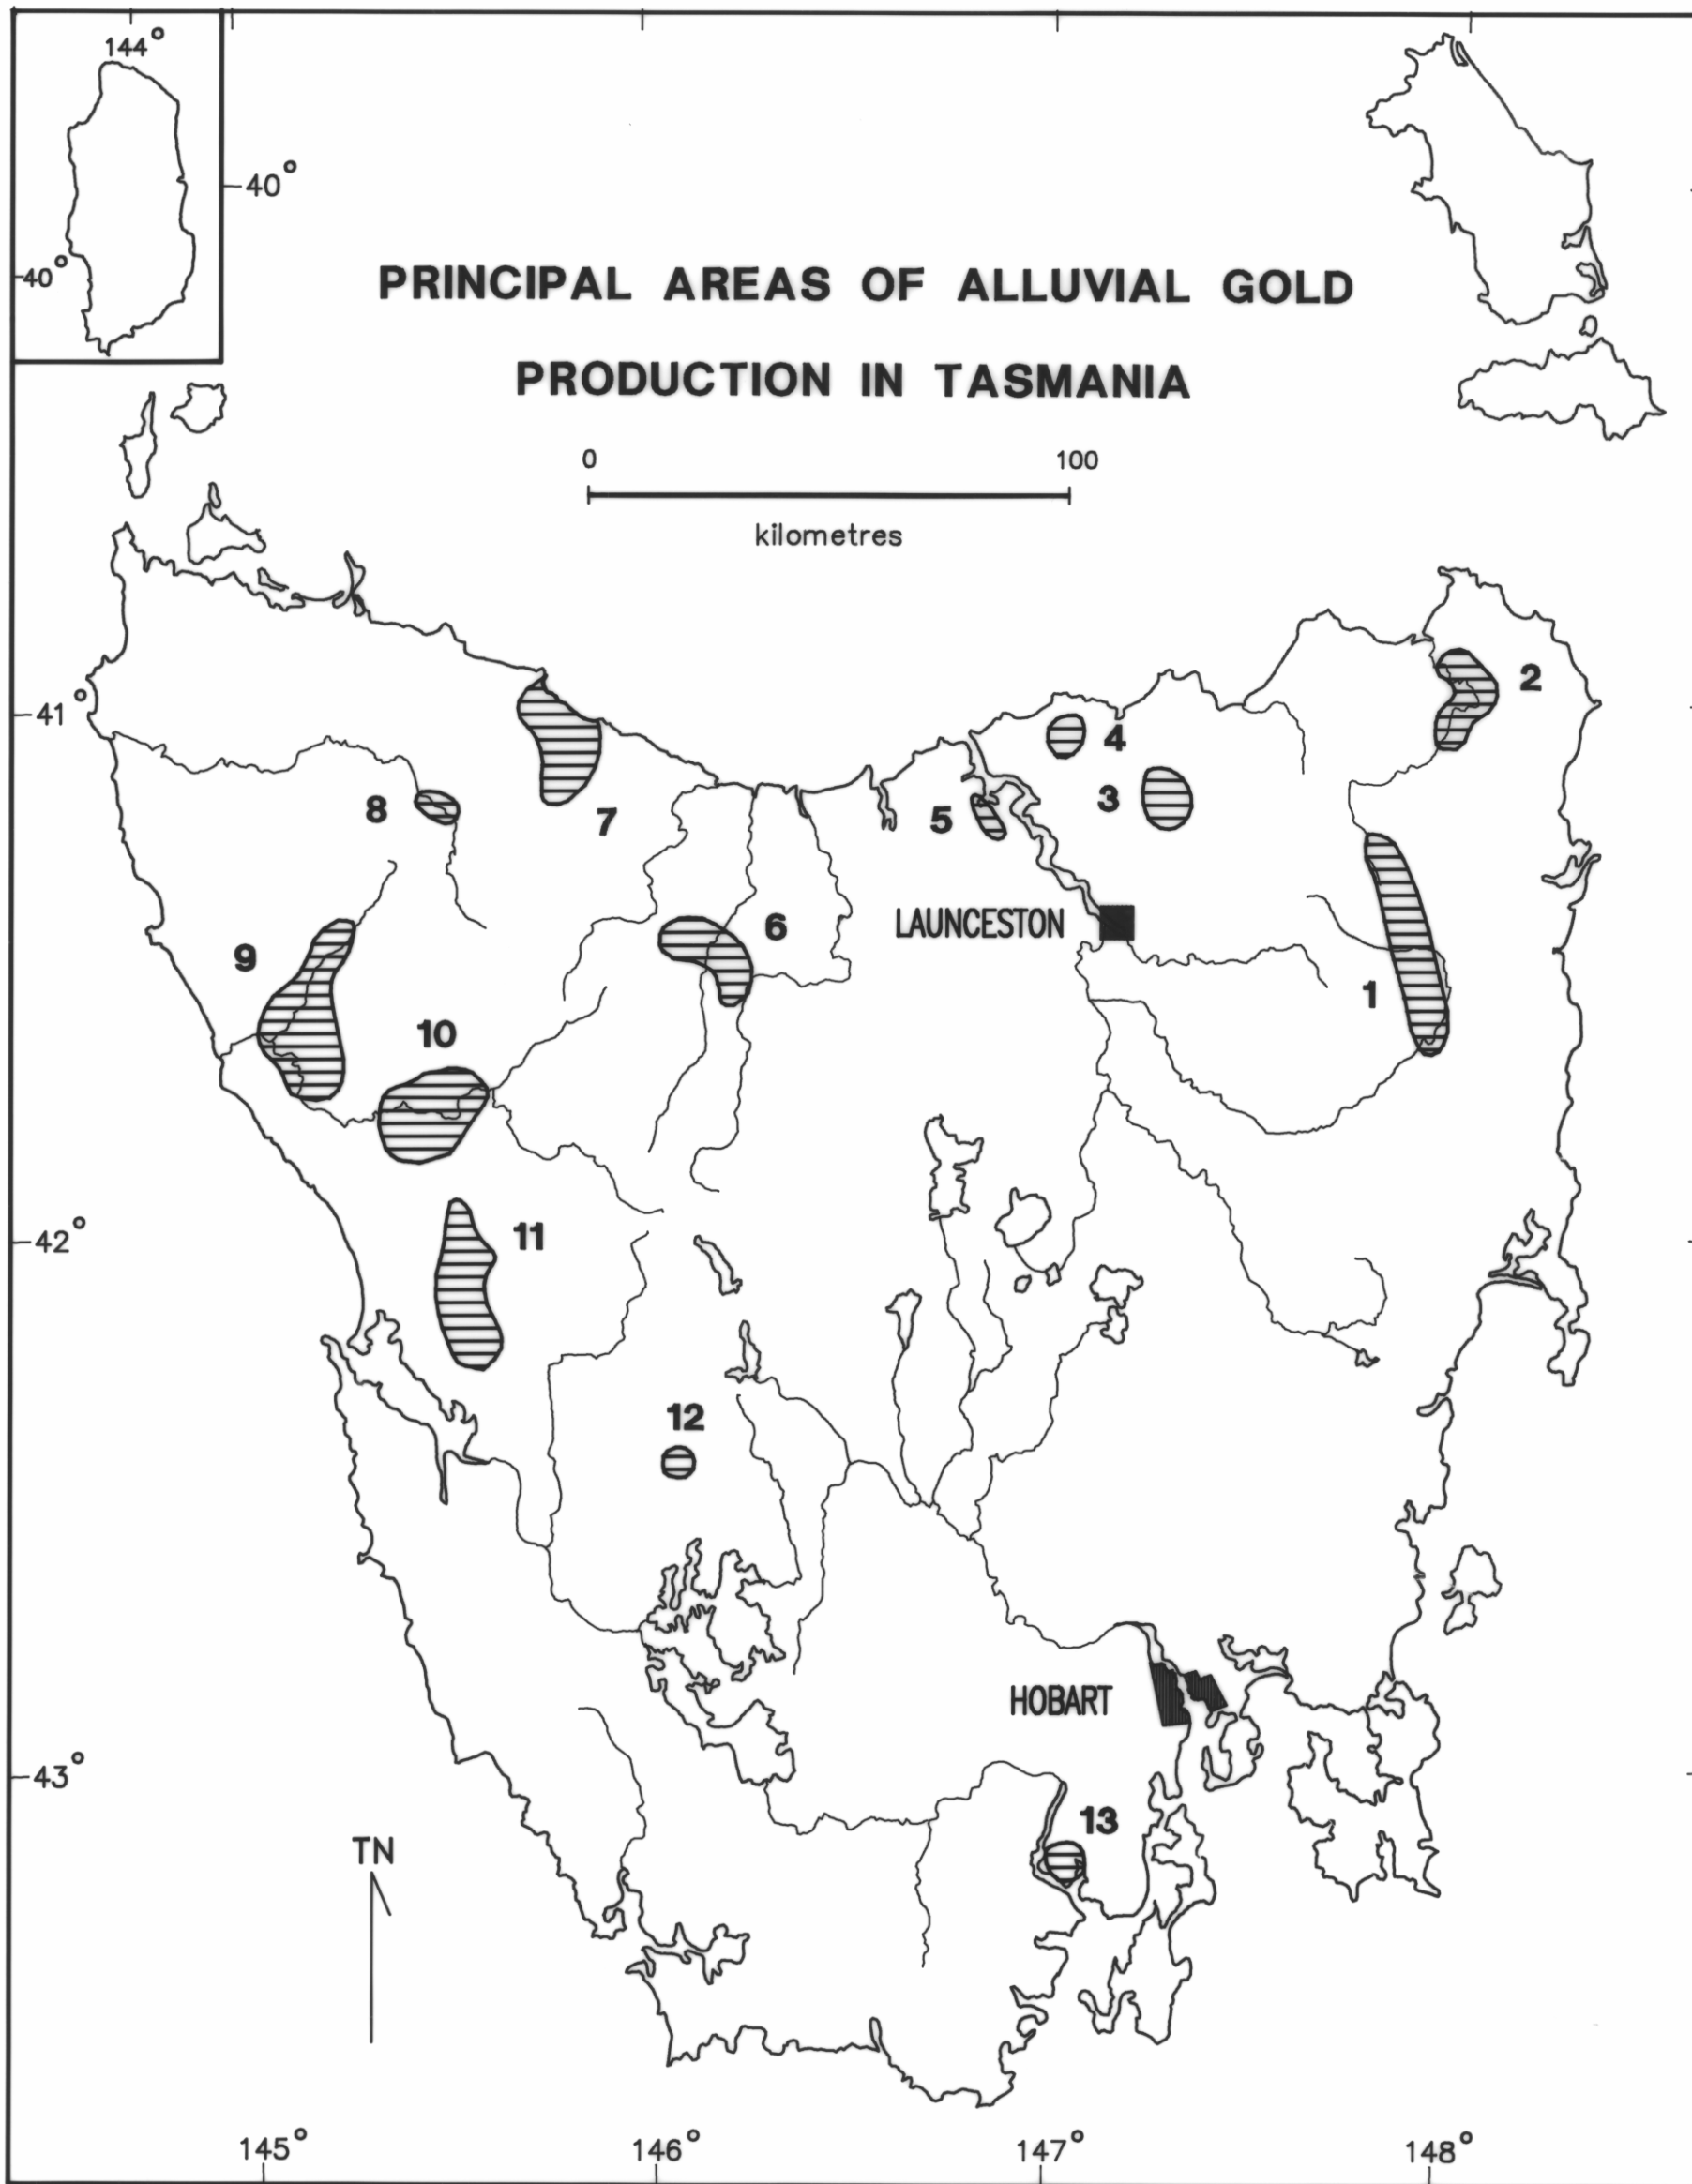 144°
40°
40°
PRINCIPAL AREAS OF ALLUVIAL GOLD
PRODUCTION IN TASMANIA
0 100
kilometres
2
41°
4
3
8
5
7
LAUNCESTON
6
9
1
10
11
42°
12
HOBART
43°
13
TN
145° 146° 147° 148°